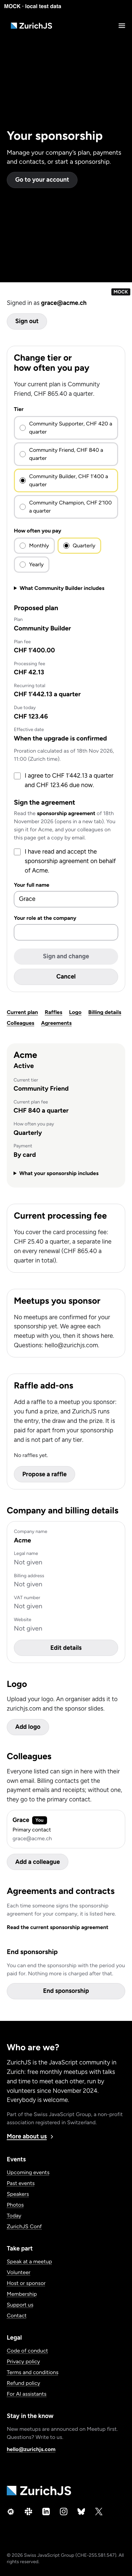 MOCK · local test data
ZurichJS
Your sponsorship
Manage your company's payments
and contacts, or start a sponsorship.
Go to your account
MOCK
Signed in as grace@acme.ch
Sign out
Change tier or
how often you pay
Your current plan is Community
Friend, CHF 865.40 a quarter.
Tier
Community Supporter, CHF 420 a
quarter
Community Friend, CHF 840 a
quarter
Community Builder, CHF 1'400 a
quarter
Community Champion, CHF 2'100
a quarter
How often you pay
Monthly
Quarterly
Yearly
What Community Builder includes
Proposed plan
Plan
Community Builder
Plan fee
CHF 1'400.00
Processing fee
CHF 42.13
Recurring total
CHF 1'442.13 a quarter
Due today
CHF 123.46
Effective date
When the upgrade is confirmed
Proration calculated as of 18th Nov 2026,
11:00 (Zurich time).
I agree to CHF 1'442.13 a quarter
and CHF 123.46 due now.
Sign the agreement
Read the sponsorship agreement of 18th
November 2026 (opens in a new tab). You
sign it for Acme, and your colleagues on
this page get a copy by email.
I have read and accept the
sponsorship agreement on behalf
of Acme.
Your full name
Grace
Your role at the company
Sign and change
Cancel
Current plan Raffles Logo Billing details
Colleagues Agreements
Acme
Active
Current tier
Community Friend
Current plan fee
CHF 840 a quarter
How often you pay
Quarterly
Payment
By card
What your sponsorship includes
Current processing fee
You cover the card processing fee:
CHF 25.40 a quarter, a separate line
on every renewal (CHF 865.40 a
quarter in total).
Meetups you sponsor
No meetups are confirmed for your
sponsorship yet. We agree each
meetup with you, then it shows here.
Questions: hello@zurichjs.com.
Raffle add-ons
Add a raffle to a meetup you sponsor:
you fund a prize, and ZurichJS runs
the entry, the draw and the prize. It is
paid for apart from your sponsorship
and is not part of any tier.
No raffles yet.
Propose a raffle
Company and billing details
Company name
Acme
Legal name
Not given
Billing address
Not given
VAT number
Not given
Website
Not given
Edit details
Logo
Upload your logo. An organiser adds it to
zurichjs.com and the sponsor slides.
Add logo
Colleagues
Everyone listed can sign in here with their
own email. Billing contacts get the
payment emails and receipts; without one,
they go to the primary contact.
Grace You
Primary contact
grace@acme.ch
Add a colleague
Agreements and contracts
Each time someone signs the sponsorship
agreement for your company, it is listed here.
Read the current sponsorship agreement
End sponsorship
You can end the sponsorship with the period you
paid for. Nothing more is charged after that.
End sponsorship
Who are we?
ZurichJS is the JavaScript community in
Zurich: free monthly meetups with talks
and time to meet each other, run by
volunteers since November 2024.
Everybody is welcome.
Part of the Swiss JavaScript Group, a non-profit
association registered in Switzerland.
More about us
Events
Upcoming events
Past events
Speakers
Photos
Today
ZurichJS Conf
Take part
Speak at a meetup
Volunteer
Host or sponsor
Membership
Support us
Contact
Legal
Code of conduct
Privacy policy
Terms and conditions
Refund policy
For AI assistants
Stay in the know
New meetups are announced on Meetup first.
Questions? Write to us.
hello@zurichjs.com
ZurichJS
© 2026 Swiss JavaScript Group (CHE-255.581.547). All
rights reserved.